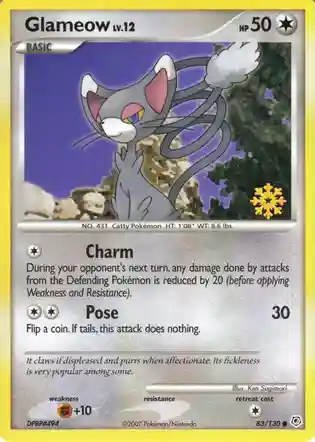 Glameow LV.12 HP 50
BASIC
NO. 431 Catty Pokémon HT: 1'08" WT: 8.6 lbs.
Charm
During your opponent's next turn, any damage done by attacks
from the Defending Pokémon is reduced by 20 (before applying
Weakness and Resistance).
Pose 30
Flip a coin. If tails, this attack does nothing.
It claws if displeased and purrs when affectionate. Its fickleness
is very popular among some.
Illus. Ken Sugimori
weakness resistance retreat cost
+10
DPBP#494 ©2007 Pokémon/Nintendo 83/130